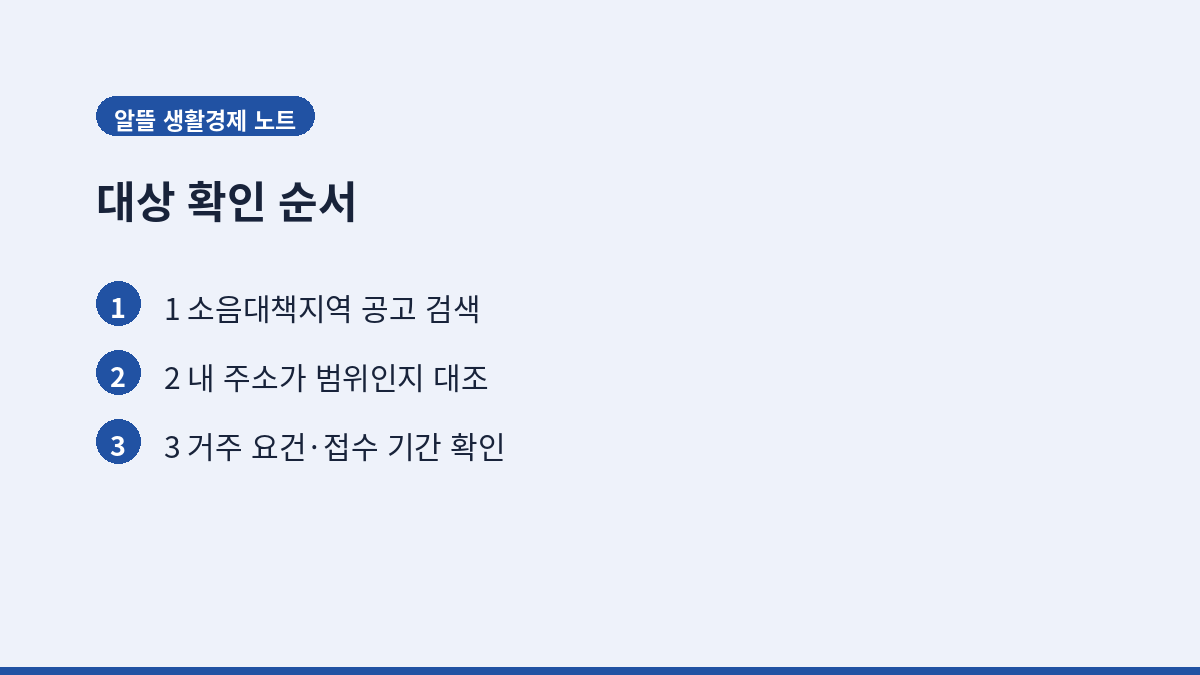 알뜰 생활경제 노트
대상 확인 순서
1 1 소음대책지역 공고 검색
2 2 내 주소가 범위인지 대조
3 3 거주 요건·접수 기간 확인